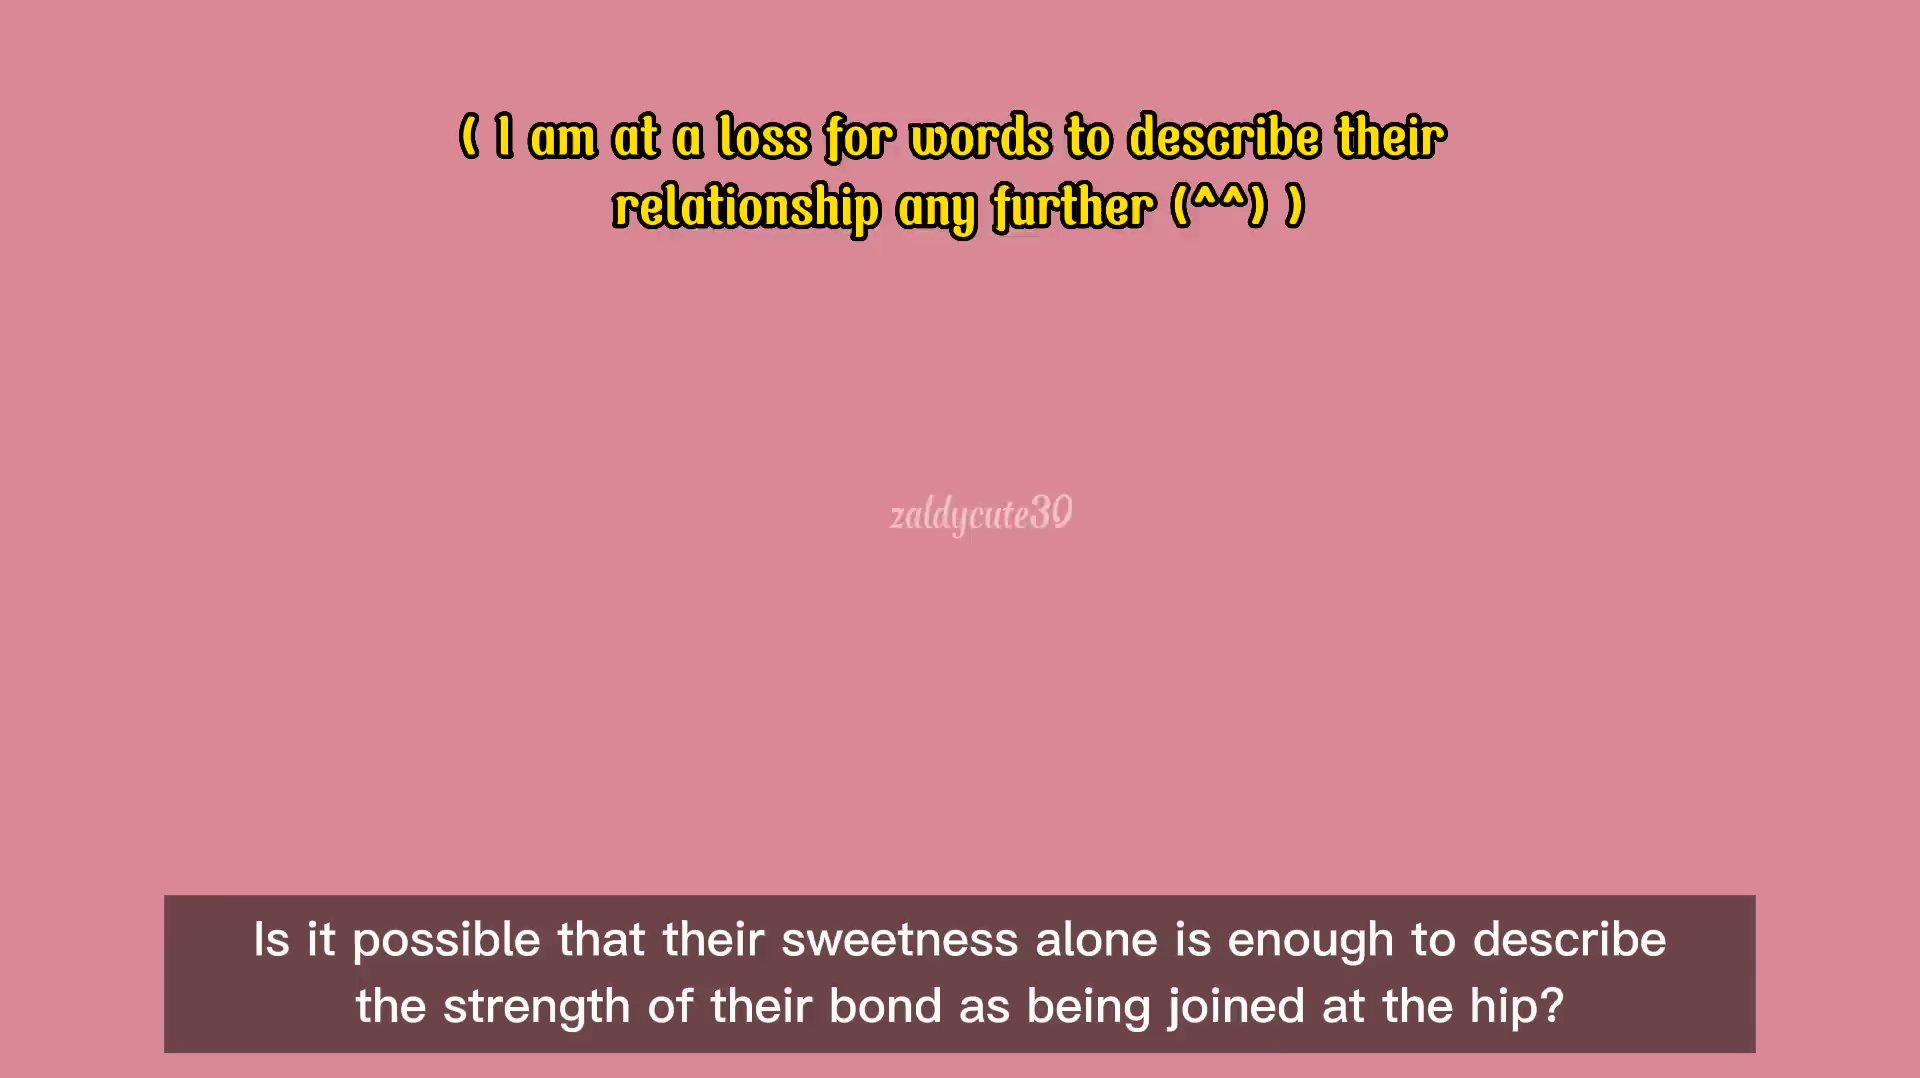 ( I am at a loss for words to describe their
relationship any further (^^) )
zaldycute30
Is it possible that their sweetness alone is enough to describe
the strength of their bond as being joined at the hip?